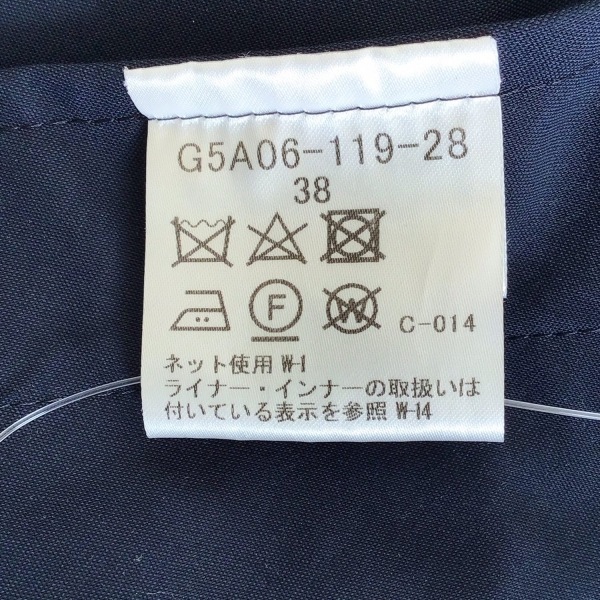 G5A06-119-28
38
F
W
C-014
ネット使用 W-1
ライナー・インナーの取扱いは
付いている表示を参照 W-14